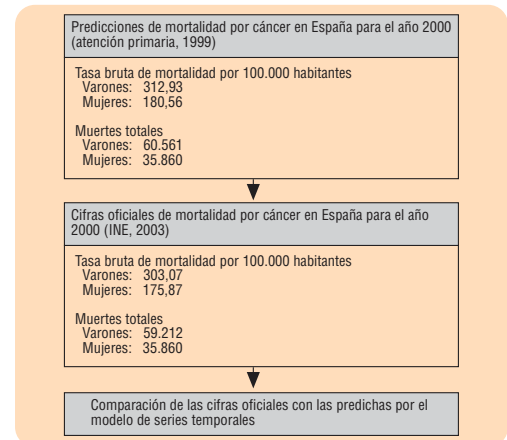 Predicciones de mortalidad por cáncer en España para el año 2000
(atención primaria, 1999)
Tasa bruta de mortalidad por 100.000 habitantes
Varones: 312,93
Mujeres: 180,56
Muertes totales
Varones: 60.561
Mujeres: 35.860
Cifras oficiales de mortalidad por cáncer en España para el año
2000 (INE, 2003)
Tasa bruta de mortalidad por 100.000 habitantes
Varones: 303,07
Mujeres: 175,87
Muertes totales
Varones: 59.212
Mujeres: 35.860
Comparación de las cifras oficiales con las predichas por el
modelo de series temporales